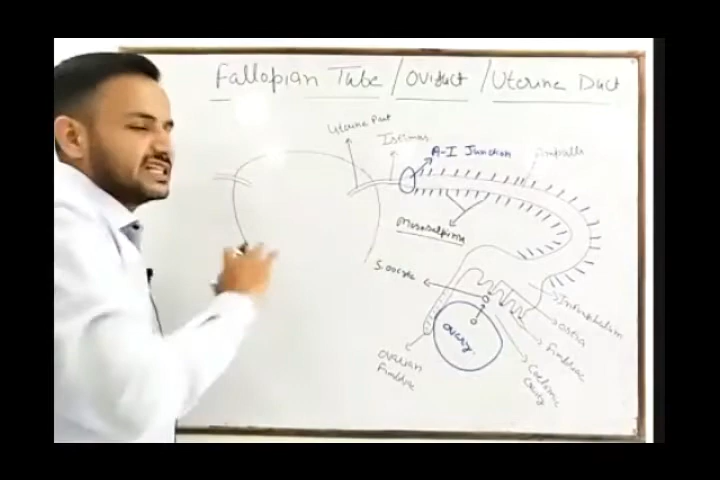 Fallopian Tube / Oviduct / Uterine Duct
Uterine Part
Istimas
A-I Junction
Ampulla
Mesosalpinx
S.oocyte
Infundibulum
Ostia
Fimbriae
ovary
Ovarian
Fimbriae
Coelomic
Cavity